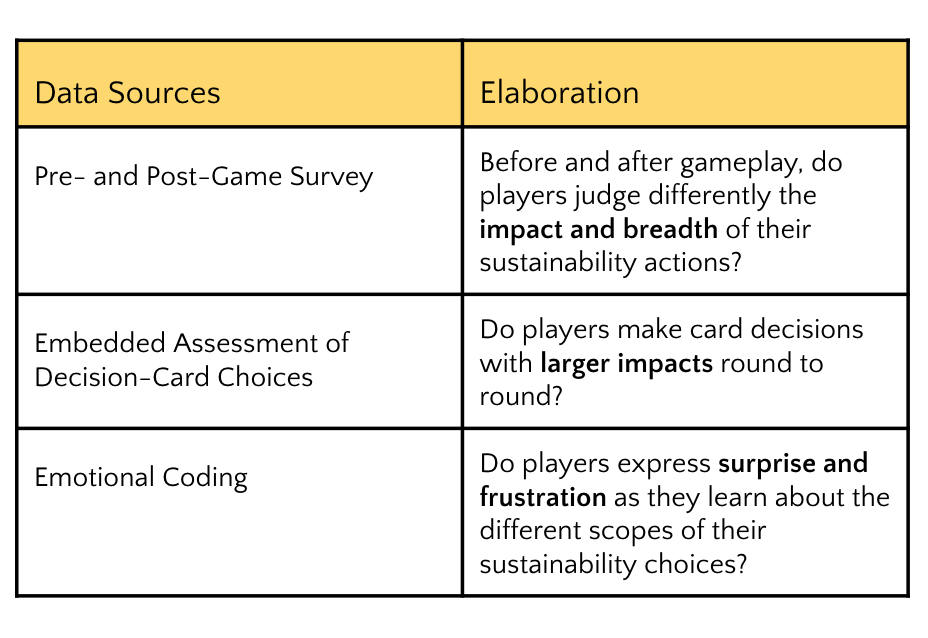 Data Sources
Elaboration
Pre- and Post-Game Survey
Before and after gameplay, do
players judge differently the
impact and breadth of their
sustainability actions?
Embedded Assessment of
Decision-Card Choices
Do players make card decisions
with larger impacts round to
round?
Emotional Coding
Do players express surprise and
frustration as they learn about the
different scopes of their
sustainability choices?